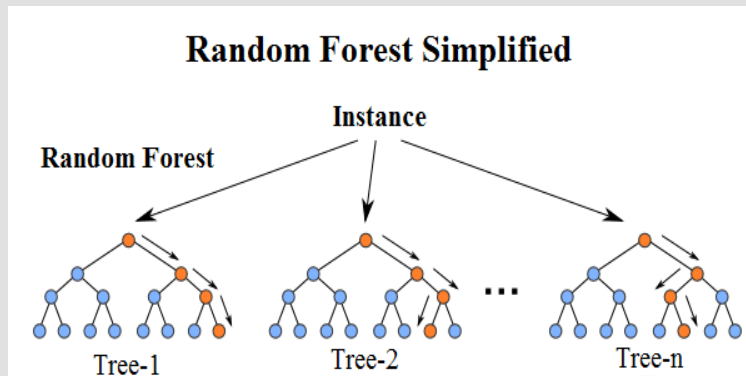 Random Forest Simplified
Instance
Random Forest
...
Tree-1
Tree-2
Tree-n